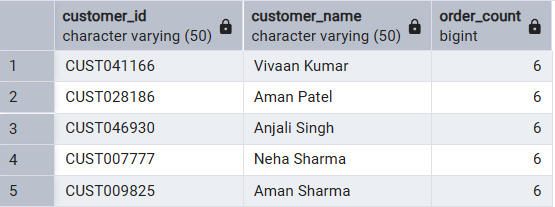 customer_id customer_name order_count
character varying (50) character varying (50) bigint
1 CUST041166 Vivaan Kumar 6
2 CUST028186 Aman Patel 6
3 CUST046930 Anjali Singh 6
4 CUST007777 Neha Sharma 6
5 CUST009825 Aman Sharma 6